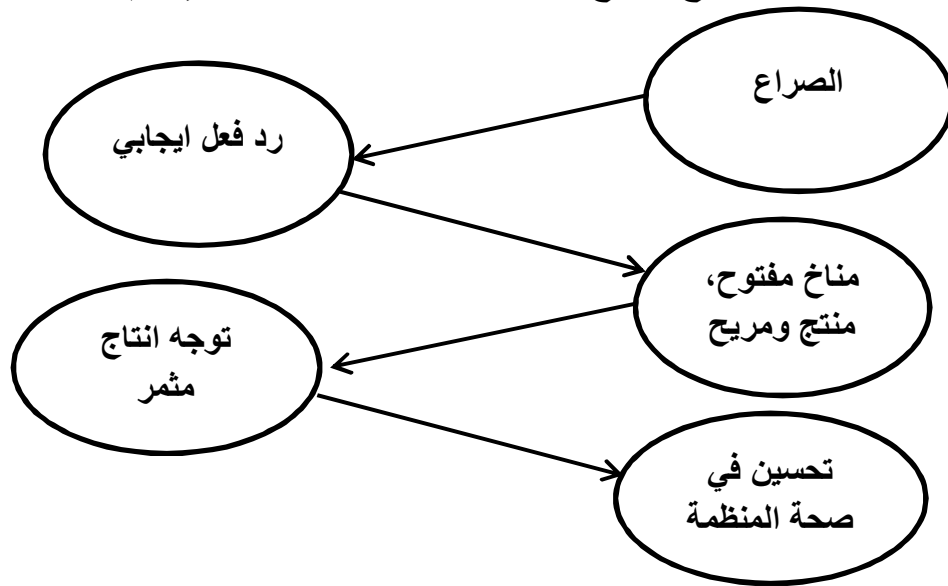 الصراع
رد فعل ايجابي
مناخ مفتوح،
منتج ومريح
توجه انتاج
مثمر
تحسين في
صحة المنظمة